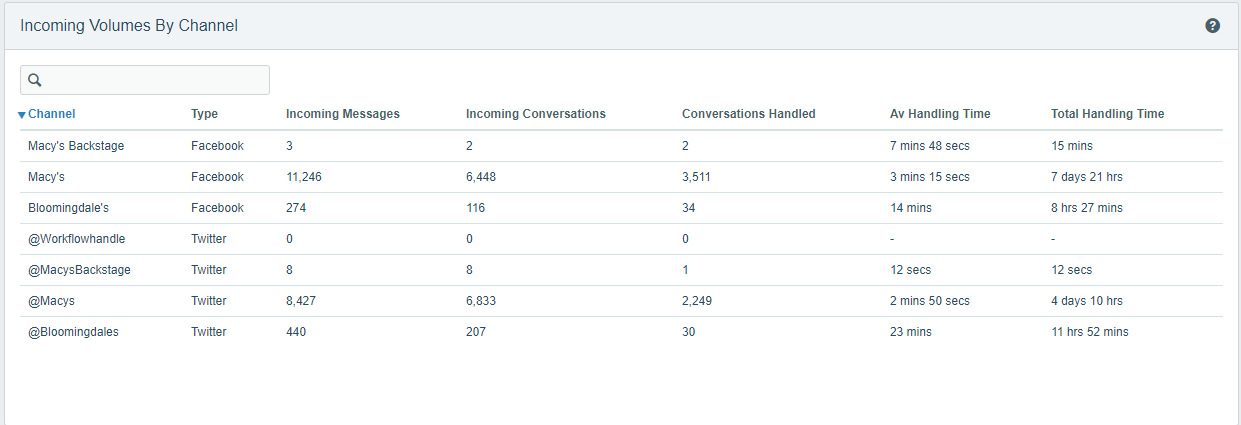 Incoming Volumes By Channel
Channel Type Incoming Messages Incoming Conversations Conversations Handled Av Handling Time Total Handling Time
Macy's Backstage Facebook 3 2 2 7 mins 48 secs 15 mins
Macy's Facebook 11,246 6,448 3,511 3 mins 15 secs 7 days 21 hrs
Bloomingdale's Facebook 274 116 34 14 mins 8 hrs 27 mins
@Workflowhandle Twitter 0 0 0 - -
@MacysBackstage Twitter 8 8 1 12 secs 12 secs
@Macys Twitter 8,427 6,833 2,249 2 mins 50 secs 4 days 10 hrs
@Bloomingdales Twitter 440 207 30 23 mins 11 hrs 52 mins